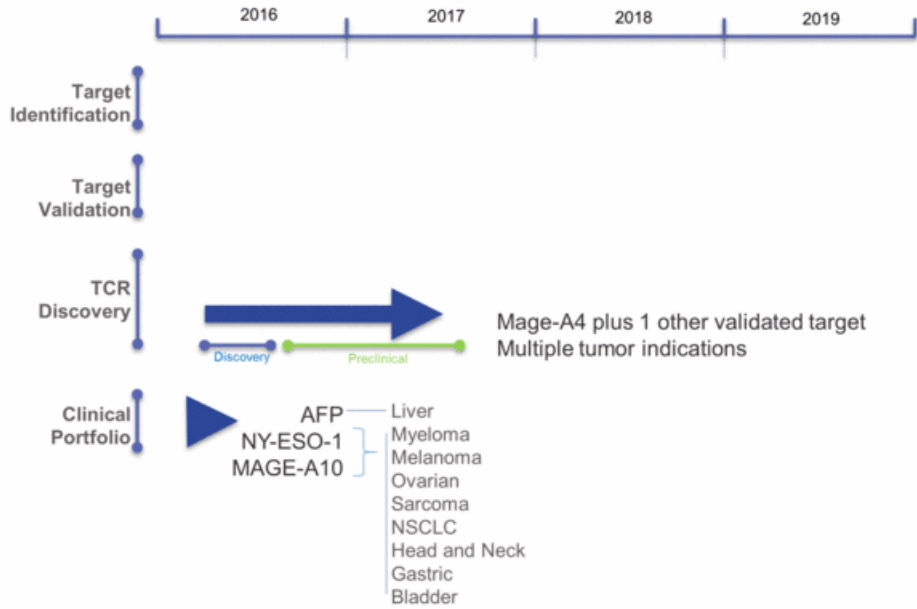 2016 2017 2018 2019
Target
Identification
Target
Validation
TCR
Discovery
Mage-A4 plus 1 other validated target
Multiple tumor indications
Discovery
Preclinical
Clinical
Portfolio
AFP
NY-ESO-1
MAGE-A10
Liver
Myeloma
Melanoma
Ovarian
Sarcoma
NSCLC
Head and Neck
Gastric
Bladder